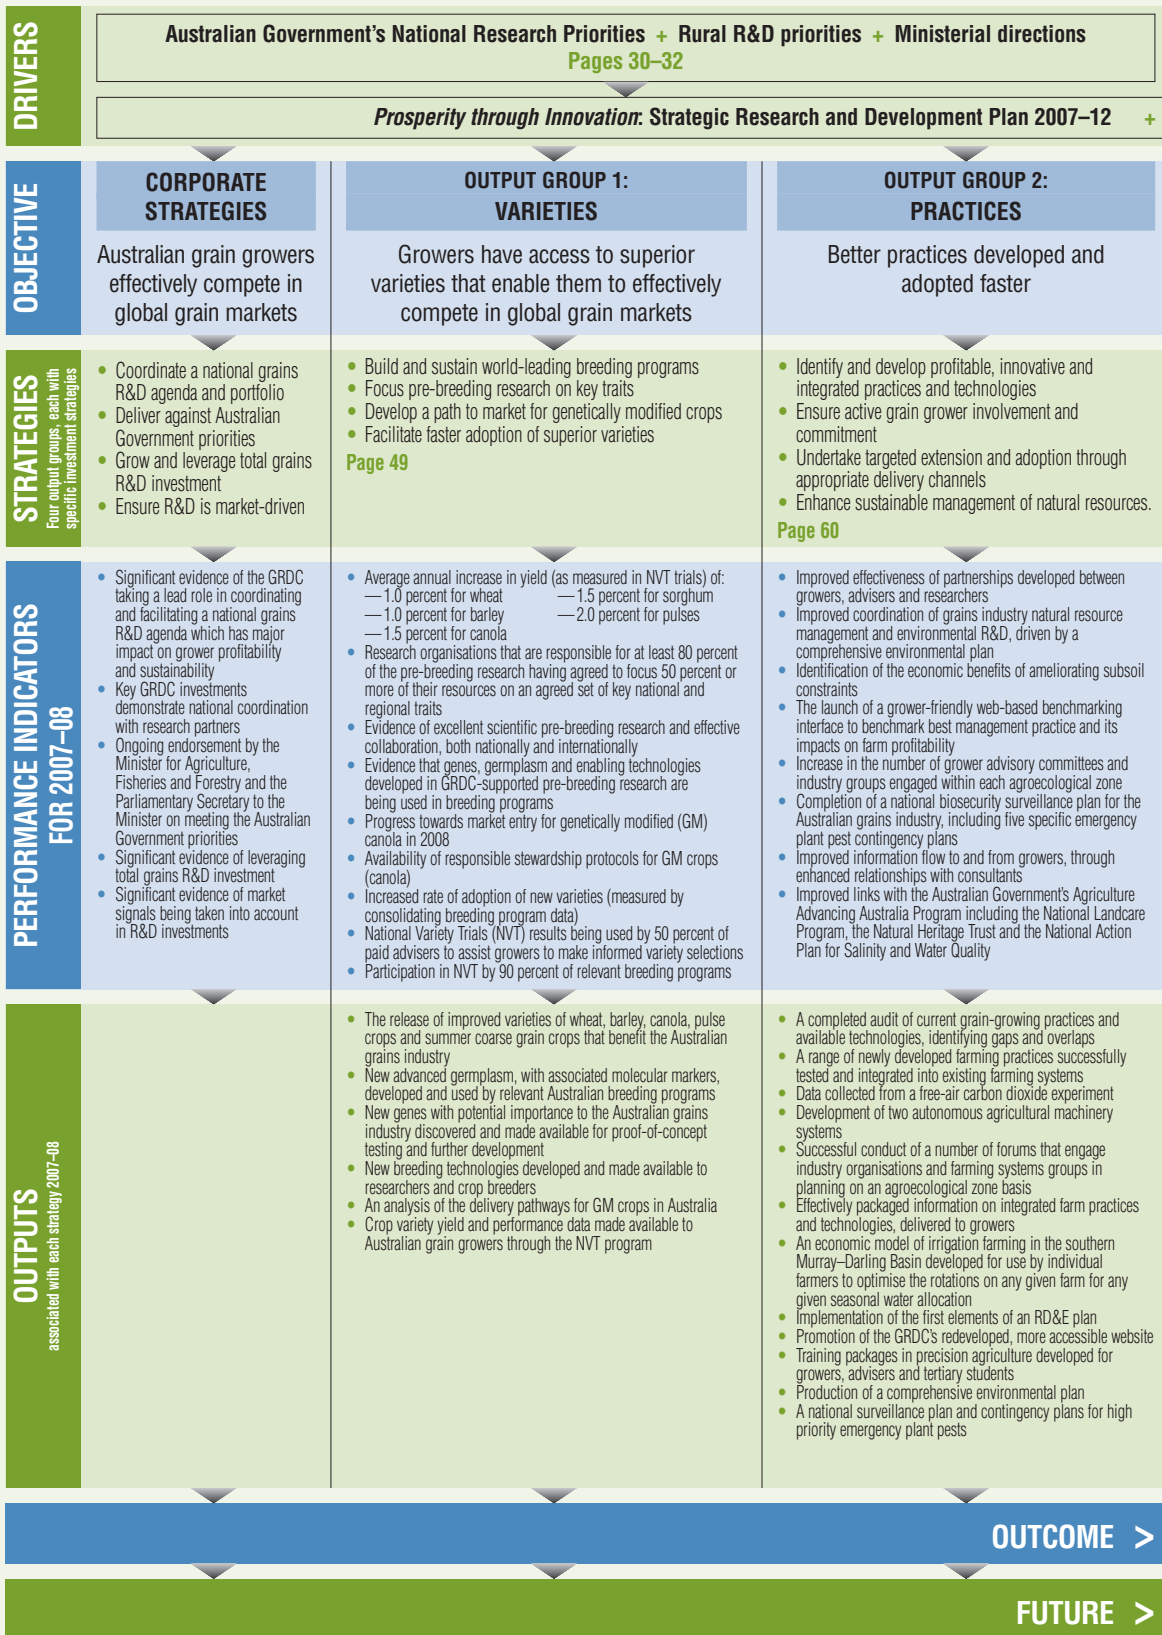 DRIVERS
Australian Government's National Research Priorities + Rural R&D priorities + Ministerial directions
Pages 30–32
Prosperity through Innovation: Strategic Research and Development Plan 2007–12 +
OBJECTIVE
CORPORATE
STRATEGIES
Australian grain growers
effectively compete in
global grain markets
OUTPUT GROUP 1:
VARIETIES
Growers have access to superior
varieties that enable them to effectively
compete in global grain markets
OUTPUT GROUP 2:
PRACTICES
Better practices developed and
adopted faster
STRATEGIES
Four output groups, each with
specific investment strategies
• Coordinate a national grains
R&D agenda and portfolio
• Deliver against Australian
Government priorities
• Grow and leverage total grains
R&D investment
• Ensure R&D is market-driven
• Build and sustain world-leading breeding programs
• Focus pre-breeding research on key traits
• Develop a path to market for genetically modified crops
• Facilitate faster adoption of superior varieties
Page 49
• Identify and develop profitable, innovative and
integrated practices and technologies
• Ensure active grain grower involvement and
commitment
• Undertake targeted extension and adoption through
appropriate delivery channels
• Enhance sustainable management of natural resources.
Page 60
PERFORMANCE INDICATORS
FOR 2007–08
• Significant evidence of the GRDC
taking a lead role in coordinating
and facilitating a national grains
R&D agenda which has major
impact on grower profitability
and sustainability
• Key GRDC investments
demonstrate national coordination
with research partners
• Ongoing endorsement by the
Minister for Agriculture,
Fisheries and Forestry and the
Parliamentary Secretary to the
Minister on meeting the Australian
Government priorities
• Significant evidence of leveraging
total grains R&D investment
• Significant evidence of market
signals being taken into account
in R&D investments
• Average annual increase in yield (as measured in NVT trials) of:
— 1.0 percent for wheat — 1.5 percent for sorghum
— 1.0 percent for barley — 2.0 percent for pulses
— 1.5 percent for canola
• Research organisations that are responsible for at least 80 percent
of the pre-breeding research having agreed to focus 50 percent or
more of their resources on an agreed set of key national and
regional traits
• Evidence of excellent scientific pre-breeding research and effective
collaboration, both nationally and internationally
• Evidence that genes, germplasm and enabling technologies
developed in GRDC-supported pre-breeding research are
being used in breeding programs
• Progress towards market entry for genetically modified (GM)
canola in 2008
• Availability of responsible stewardship protocols for GM crops
(canola)
• Increased rate of adoption of new varieties (measured by
consolidating breeding program data)
• National Variety Trials (NVT) results being used by 50 percent of
paid advisers to assist growers to make informed variety selections
• Participation in NVT by 90 percent of relevant breeding programs
• Improved effectiveness of partnerships developed between
growers, advisers and researchers
• Improved coordination of grains industry natural resource
management and environmental R&D, driven by a
comprehensive environmental plan
• Identification of the economic benefits of ameliorating subsoil
constraints
• The launch of a grower-friendly web-based benchmarking
interface to benchmark best management practice and its
impacts on farm profitability
• Increase in the number of grower advisory committees and
industry groups engaged within each agroecological zone
• Completion of a national biosecurity surveillance plan for the
Australian grains industry, including five specific emergency
plant pest contingency plans
• Improved information flow to and from growers, through
enhanced relationships with consultants
• Improved links with the Australian Government's Agriculture
Advancing Australia Program including the National Landcare
Program, the Natural Heritage Trust and the National Action
Plan for Salinity and Water Quality
OUTPUTS
associated with each strategy 2007–08
• The release of improved varieties of wheat, barley, canola, pulse
crops and summer coarse grain crops that benefit the Australian
grains industry
• New advanced germplasm, with associated molecular markers,
developed and used by relevant Australian breeding programs
• New genes with potential importance to the Australian grains
industry discovered and made available for proof-of-concept
testing and further development
• New breeding technologies developed and made available to
researchers and crop breeders
• An analysis of the delivery pathways for GM crops in Australia
• Crop variety yield and performance data made available to
Australian grain growers through the NVT program
• A completed audit of current grain-growing practices and
available technologies, identifying gaps and overlaps
• A range of newly developed farming practices successfully
tested and integrated into existing farming systems
• Data collected from a free-air carbon dioxide experiment
• Development of two autonomous agricultural machinery
systems
• Successful conduct of a number of forums that engage
industry organisations and farming systems groups in
planning on an agroecological zone basis
• Effectively packaged information on integrated farm practices
and technologies, delivered to growers
• An economic model of irrigation farming in the southern
Murray–Darling Basin developed for use by individual
farmers to optimise the rotations on any given farm for any
given seasonal water allocation
• Implementation of the first elements of an RD&E plan
• Promotion of the GRDC's redeveloped, more accessible website
• Training packages in precision agriculture developed for
growers, advisers and tertiary students
• Production of a comprehensive environmental plan
• A national surveillance plan and contingency plans for high
priority emergency plant pests
OUTCOME >
FUTURE >